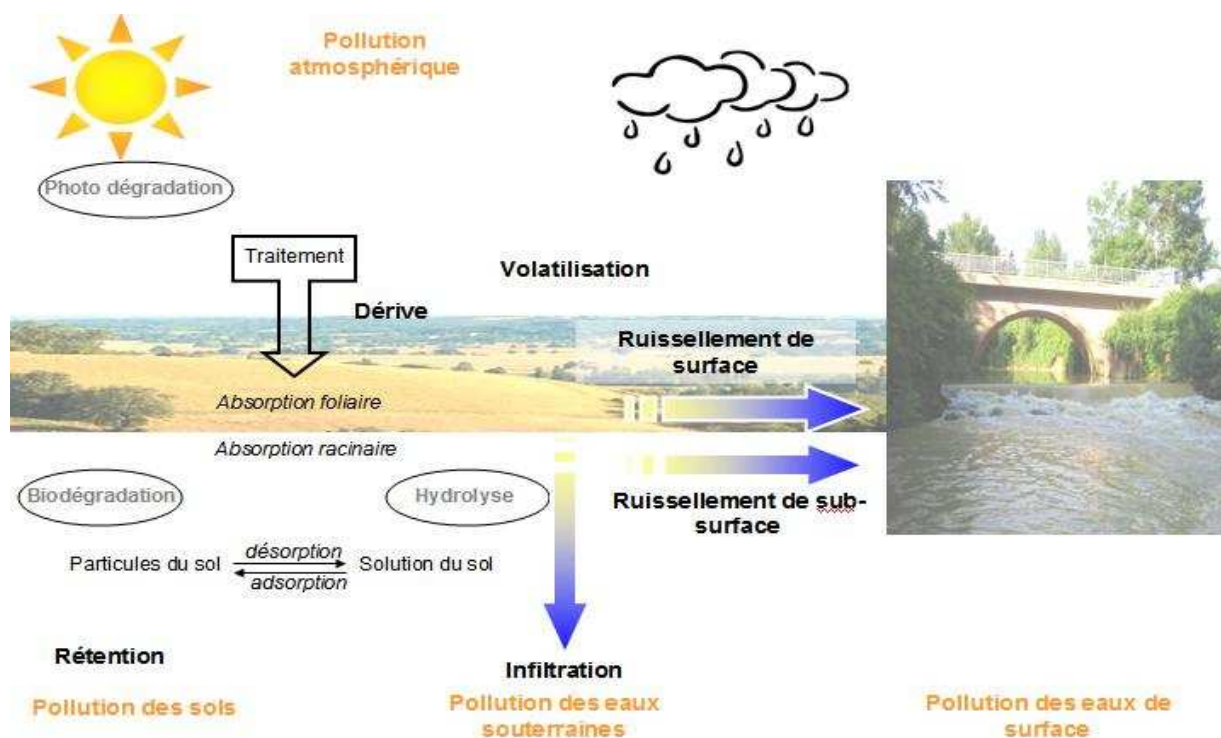 Pollution
atmosphérique
Photo dégradation
Traitement
Volatilisation
Dérive
Ruissellement de
surface
Absorption foliaire
Absorption racinaire
Biodégradation
Hydrolyse
Ruissellement de sub-
surface
Particules du sol
désorption
adsorption
Solution du sol
Rétention
Infiltration
Pollution des sols
Pollution des eaux
souterraines
Pollution des eaux de
surface